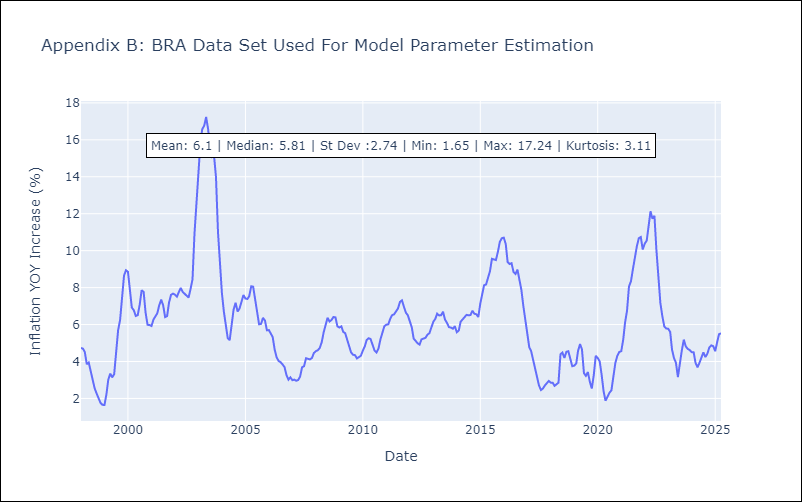 Appendix B: BRA Data Set Used For Model Parameter Estimation
18
Mean: 6.1 | Median: 5.81 | St Dev :2.74 | Min: 1.65 | Max: 17.24 | Kurtosis: 3.11
16
14
12
10
8
6
4
2
Inflation YOY Increase (%)
2000 2005 2010 2015 2020 2025
Date